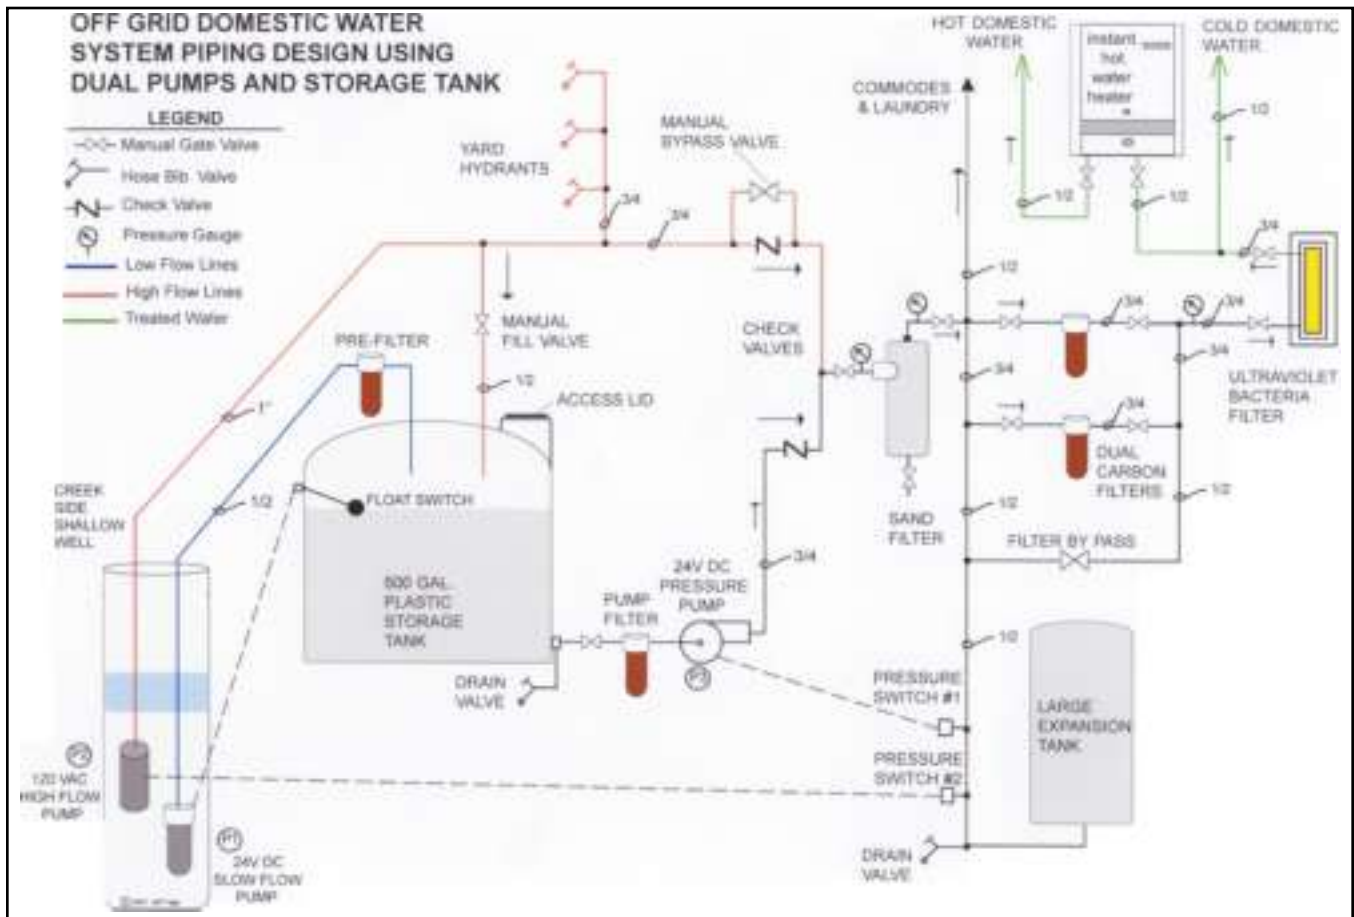 OFF GRID DOMESTIC WATER
SYSTEM PIPING DESIGN USING
DUAL PUMPS AND STORAGE TANK
LEGEND
Manual Gate Valve
Hose Bib Valve
Check Valve
Pressure Gauge
Low Flow Lines
High Flow Lines
Treated Water
YARD
HYDRANTS
MANUAL
BYPASS VALVE
3/4
3/4
HOT DOMESTIC
WATER
COLD DOMESTIC
WATER
COMMODES
& LAUNDRY
instant
hot
water
heater
1/2
1/2
1/2
3/4
1/2
PRE-FILTER
MANUAL
FILL VALVE
1/2
ACCESS LID
1"
1/2
CHECK
VALVES
3/4
3/4
3/4
3/4
3/4
ULTRAVIOLET
BACTERIA
FILTER
DUAL
CARBON
FILTERS
1/2
1/2
SAND
FILTER
FILTER BY PASS
CREEK
SIDE
SHALLOW
WELL
FLOAT SWITCH
500 GAL.
PLASTIC
STORAGE
TANK
24V DC
PRESSURE
PUMP
3/4
PUMP
FILTER
DRAIN
VALVE
1/2
PRESSURE
SWITCH #1
PRESSURE
SWITCH #2
LARGE
EXPANSION
TANK
DRAIN
VALVE
P2
120 VAC
HIGH FLOW
PUMP
P1
24V DC
SLOW FLOW
PUMP